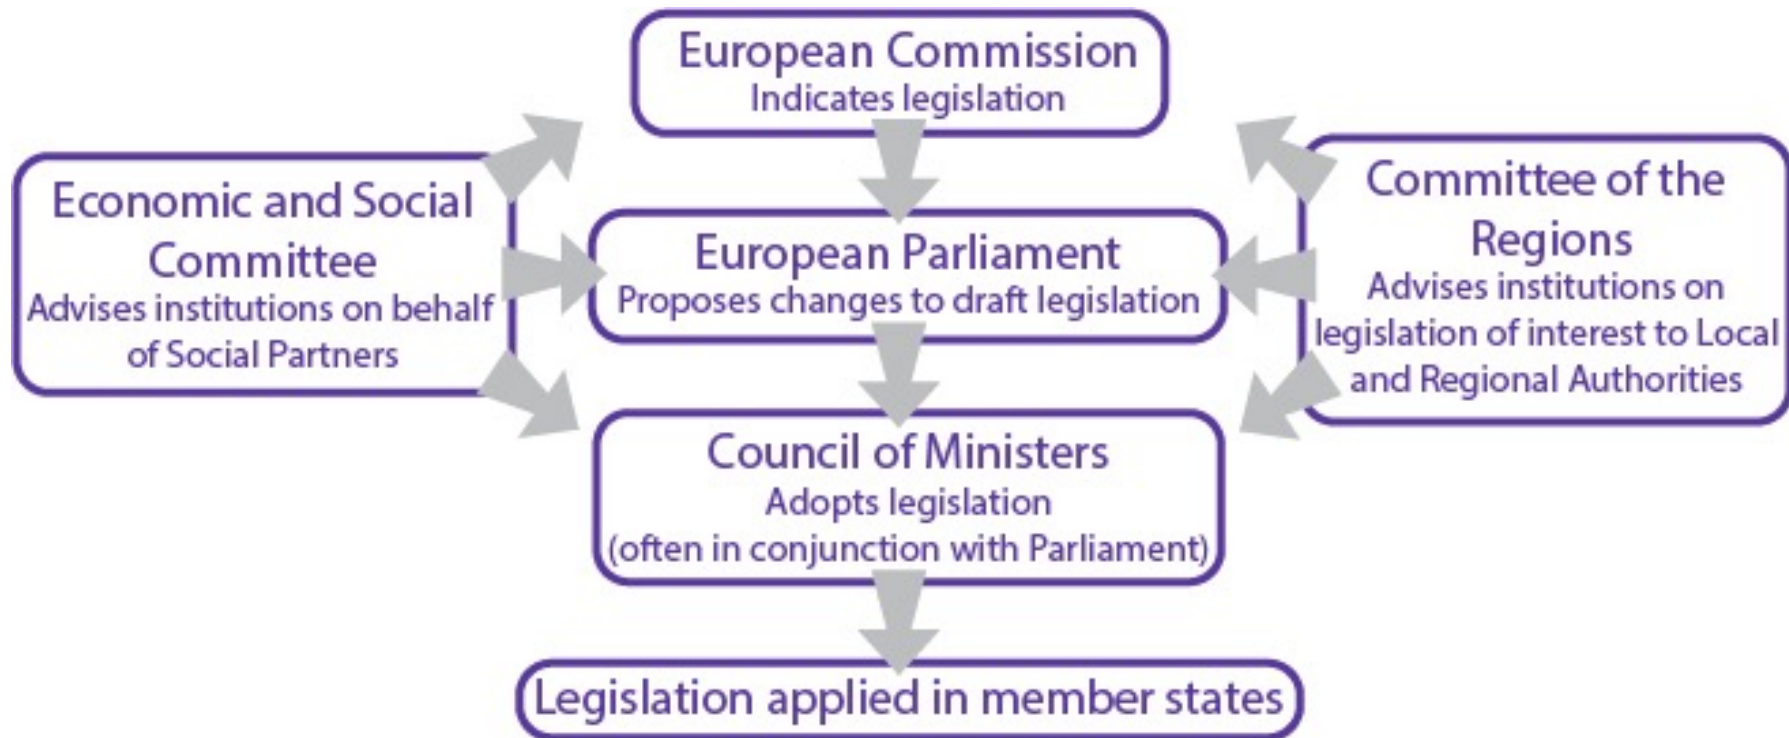 European Commission
Indicates legislation
Economic and Social
Committee
Advises institutions on behalf
of Social Partners
European Parliament
Proposes changes to draft legislation
Committee of the
Regions
Advises institutions on
legislation of interest to Local
and Regional Authorities
Council of Ministers
Adopts legislation
(often in conjunction with Parliament)
Legislation applied in member states